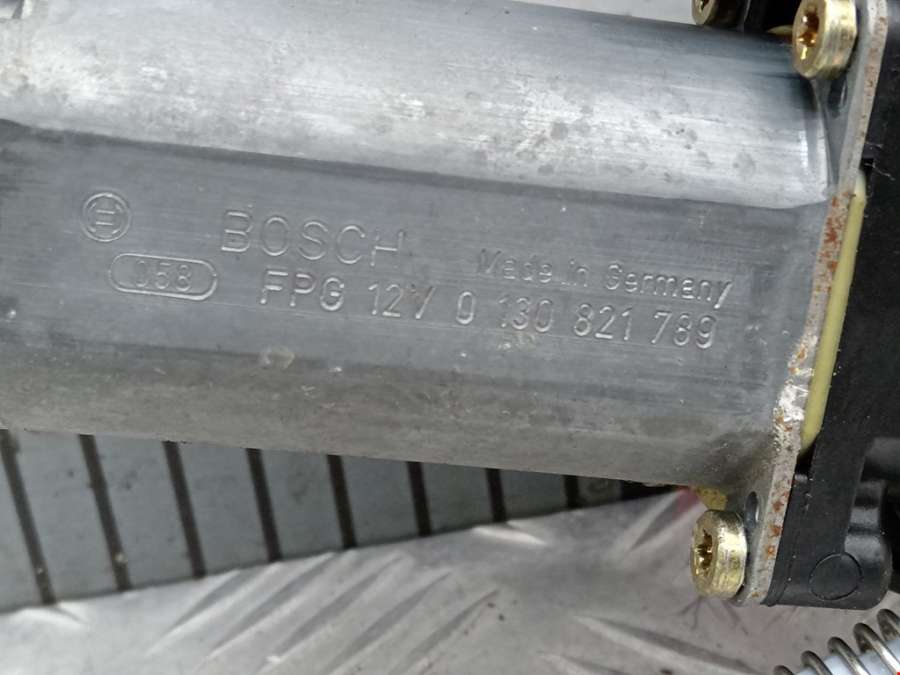 BOSCH Made in Germany
058 FPG 12V 0 130 821 789